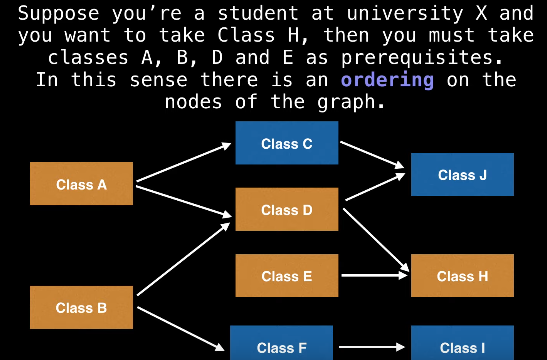 Suppose you're a student at university X and
you want to take Class H, then you must take
classes A, B, D and E as prerequisites.
In this sense there is an ordering on the
nodes of the graph.
Class C
Class A
Class J
Class D
Class E
Class H
Class B
Class F
Class I